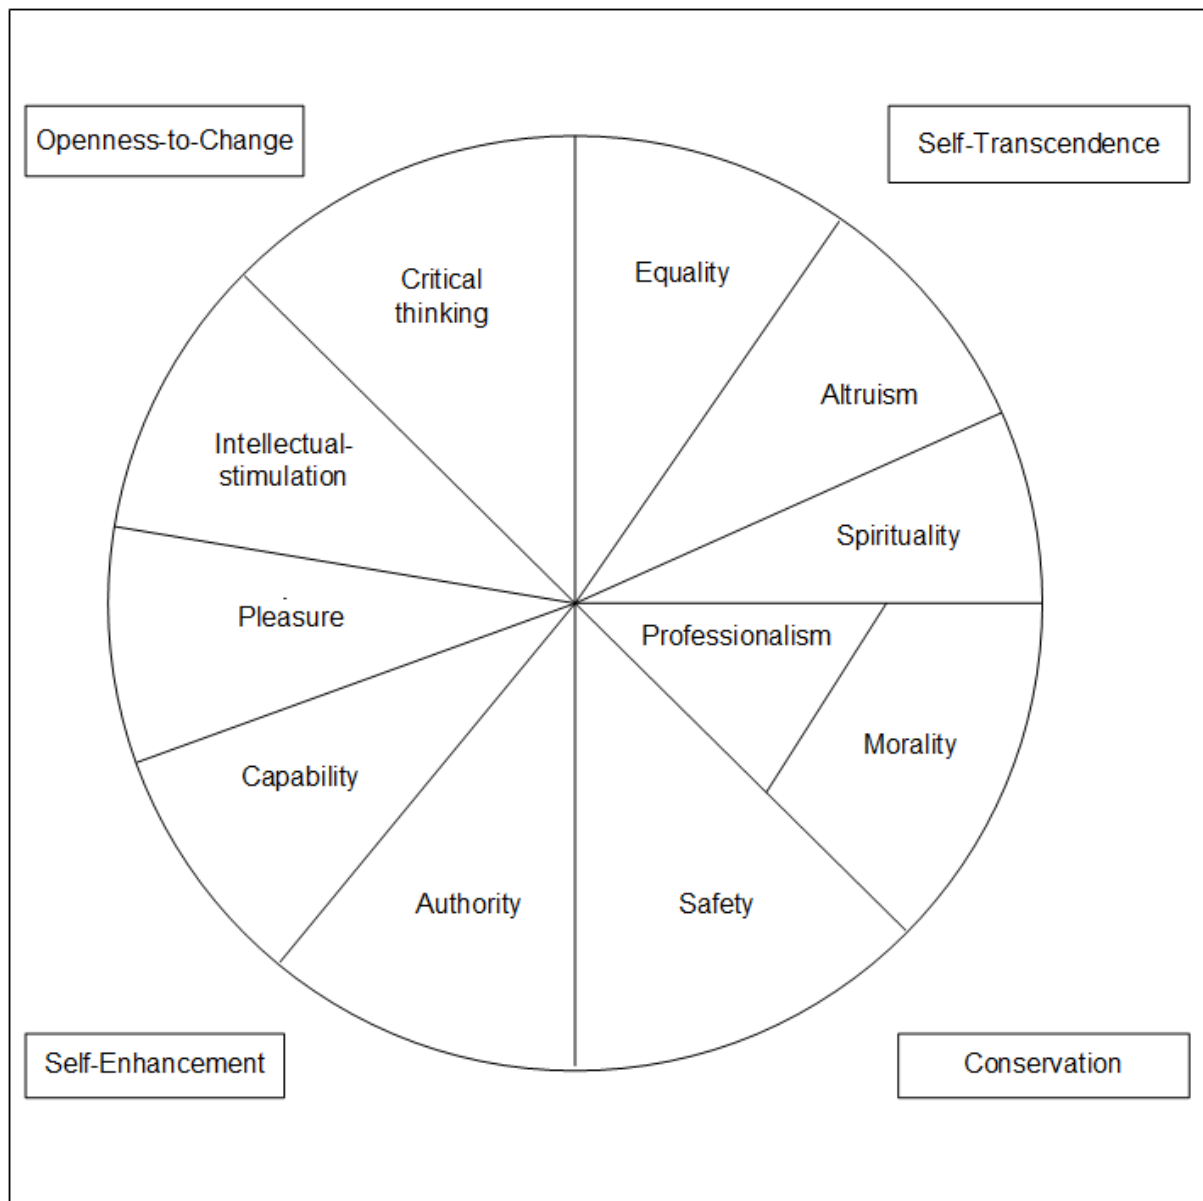 Openness-to-Change
Self-Transcendence
Critical
thinking
Equality
Altruism
Intellectual-
stimulation
Spirituality
Pleasure
Professionalism
Morality
Capability
Authority
Safety
Self-Enhancement
Conservation